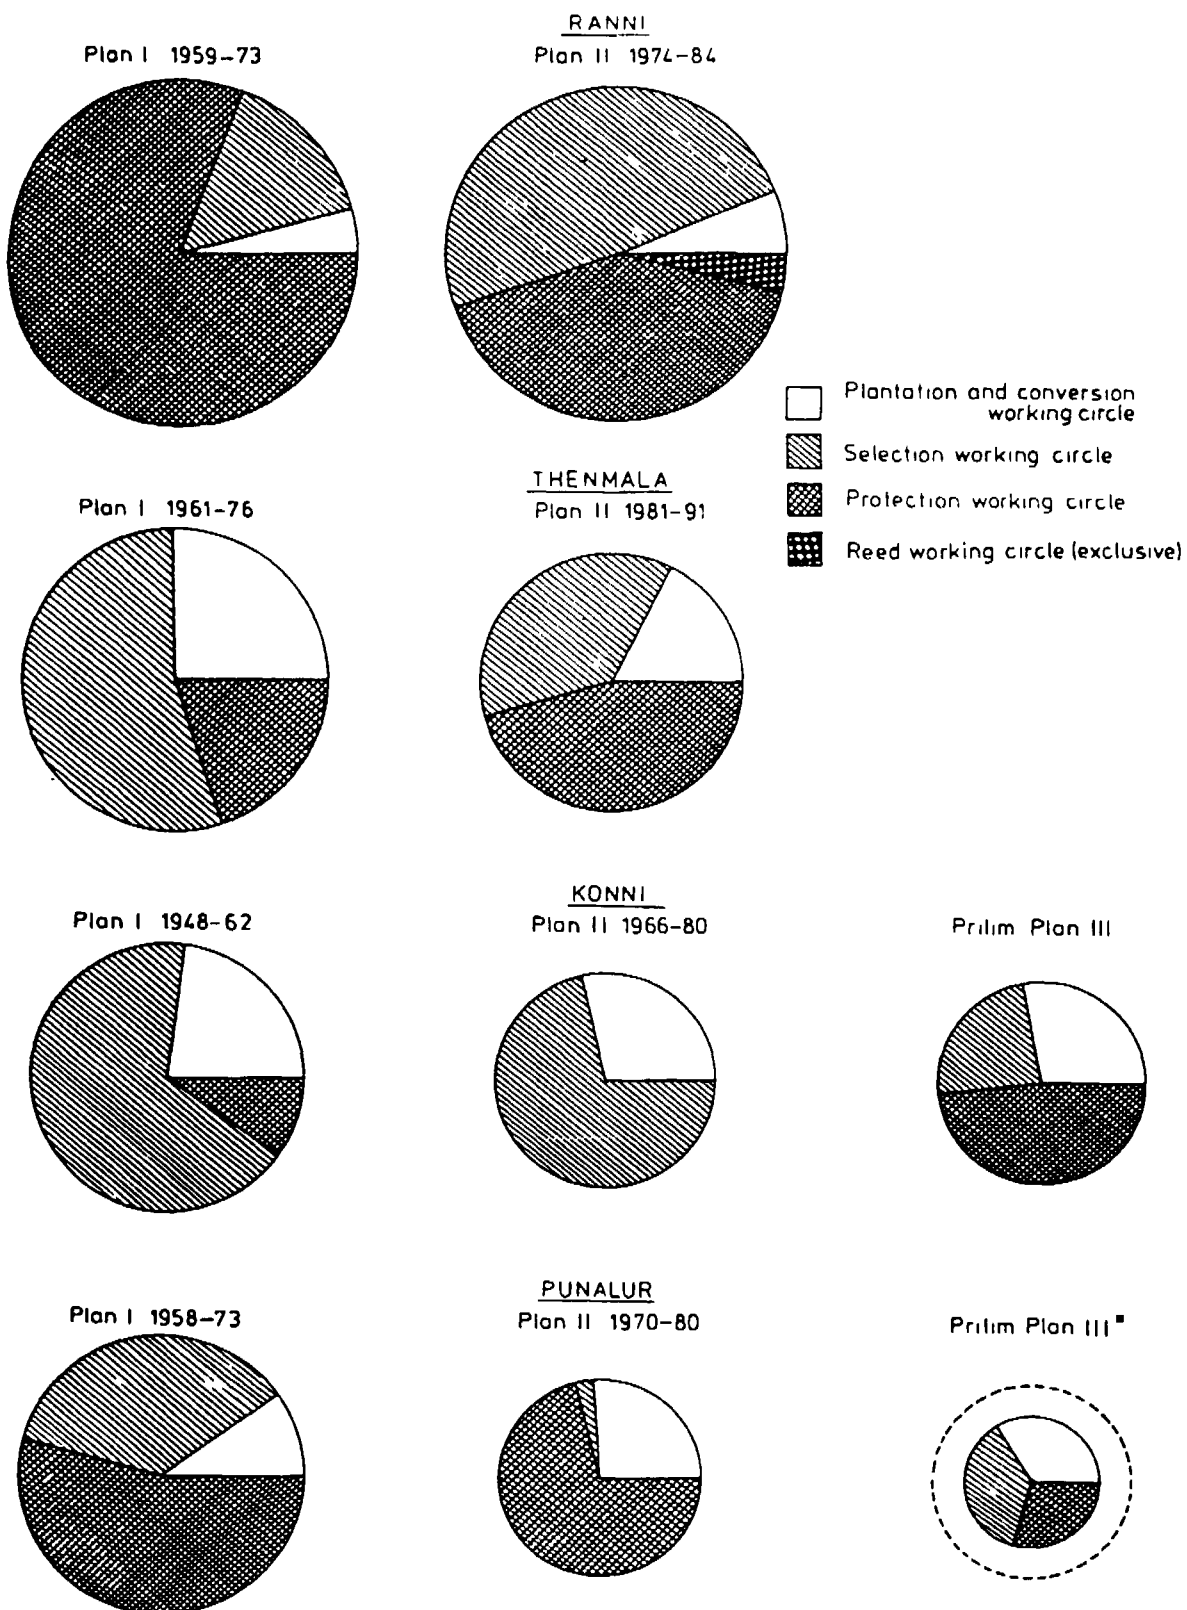 RANNI
Plan I 1959-73
Plan II 1974-84
Plantation and conversion
working circle
Selection working circle
Protection working circle
Reed working circle (exclusive)
THENMALA
Plan I 1961-76
Plan II 1981-91
KONNI
Plan I 1948-62
Plan II 1966-80
Prilim Plan III
PUNALUR
Plan I 1958-73
Plan II 1970-80
Prilim Plan III